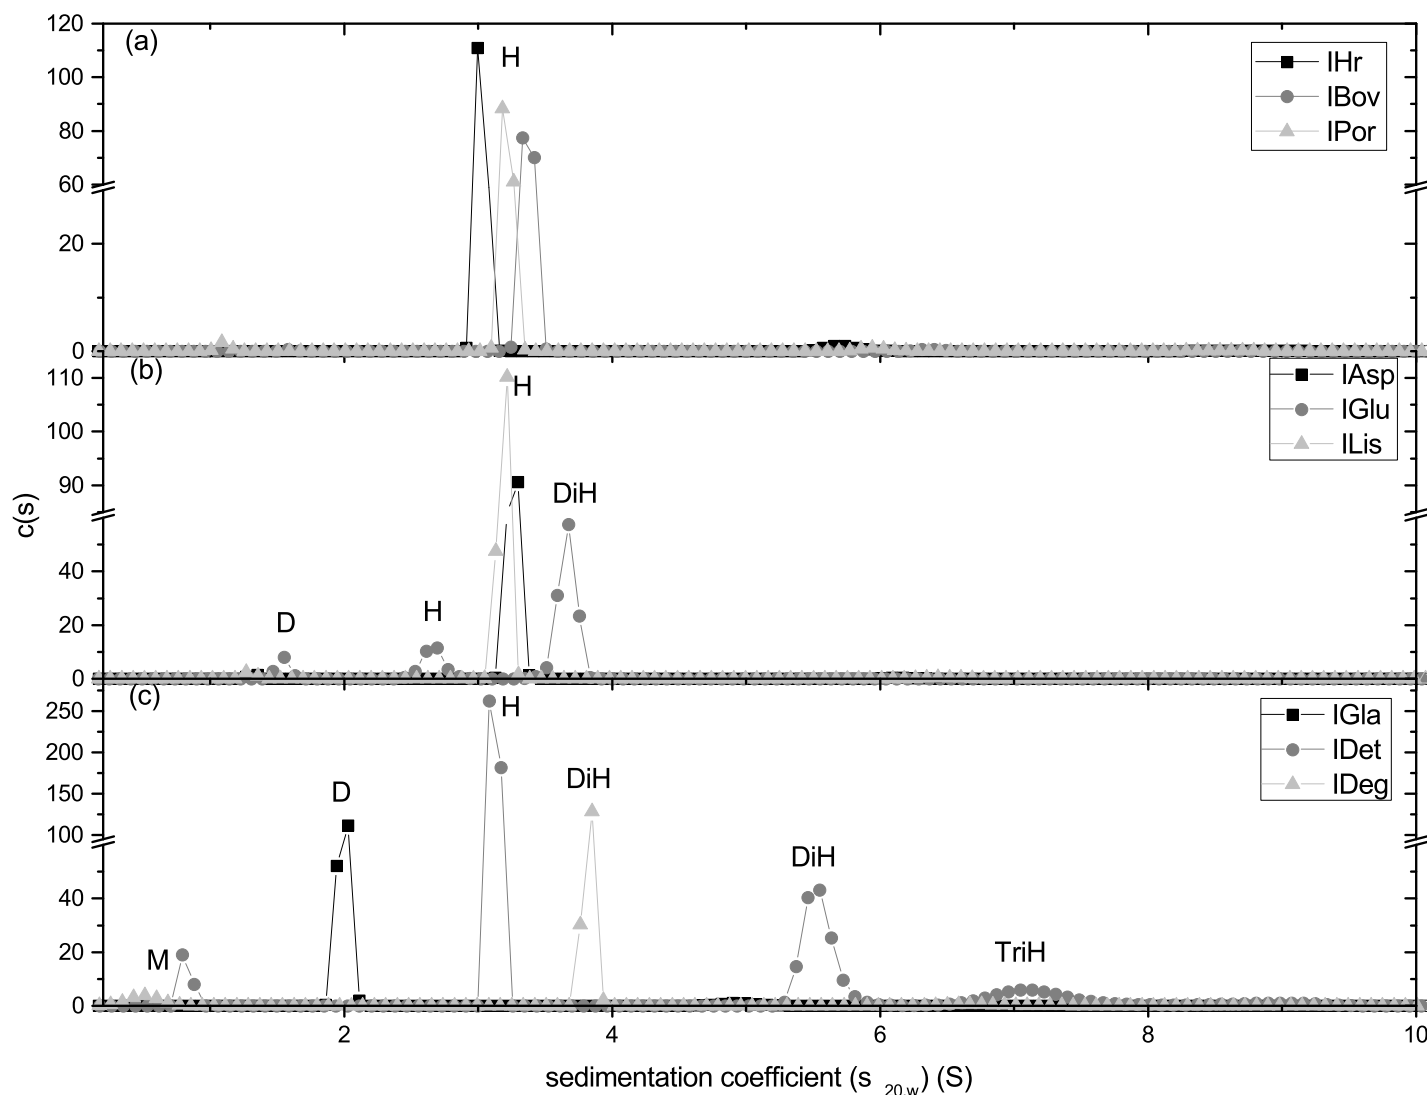 (a)
H
120
100
80
60
20
0
IHr
IBov
IPor
(b)
H
DiH
D
H
110
100
90
40
20
0
IAsp
IGlu
ILis
c(s)
(c)
H
D
DiH
DiH
M
TriH
250
200
150
100
40
20
0
IGla
IDet
IDeg
2 4 6 8 10
sedimentation coefficient (s 20,w) (S)